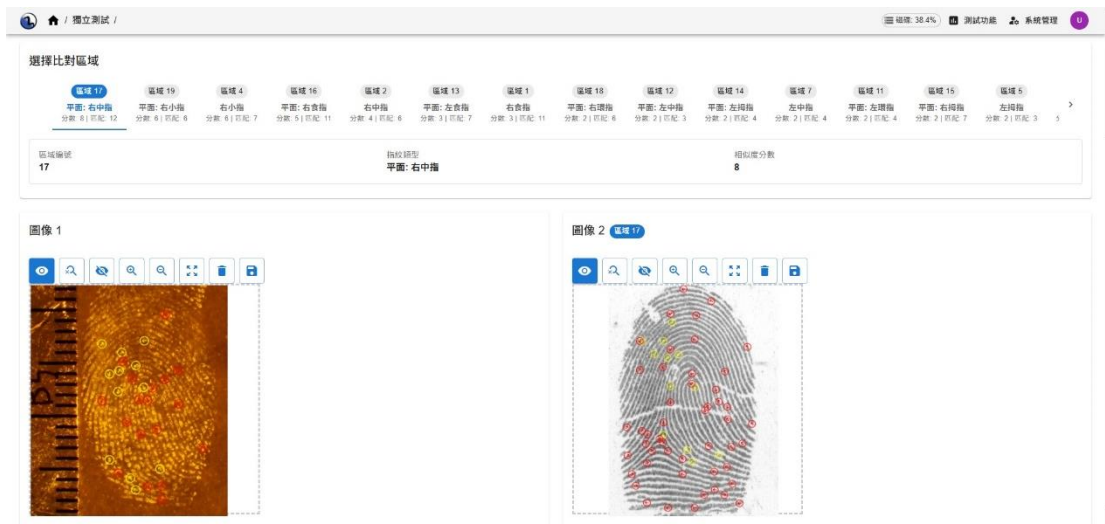 / 獨立測試 /
磁碟: 38.4%
測試功能
系統管理
U
選擇比對區域
區域 17 區域 19 區域 4 區域 16 區域 2 區域 13 區域 1 區域 18 區域 12 區域 14 區域 7 區域 11 區域 15 區域 5
平面: 右中指 平面: 右小指 右小指 平面: 右食指 右中指 平面: 左食指 右食指 平面: 右環指 平面: 左中指 平面: 左拇指 左中指 平面: 左環指 平面: 右拇指 左拇指
分數: 8 | 匹配: 12 分數: 6 | 匹配: 6 分數: 6 | 匹配: 7 分數: 5 | 匹配: 11 分數: 4 | 匹配: 6 分數: 3 | 匹配: 7 分數: 3 | 匹配: 11 分數: 2 | 匹配: 6 分數: 2 | 匹配: 3 分數: 2 | 匹配: 4 分數: 2 | 匹配: 4 分數: 2 | 匹配: 4 分數: 2 | 匹配: 7 分數: 2 | 匹配: 3
區域編號 指紋類型 相似度分數
17 平面: 右中指 8
圖像 1
圖像 2 區域 17